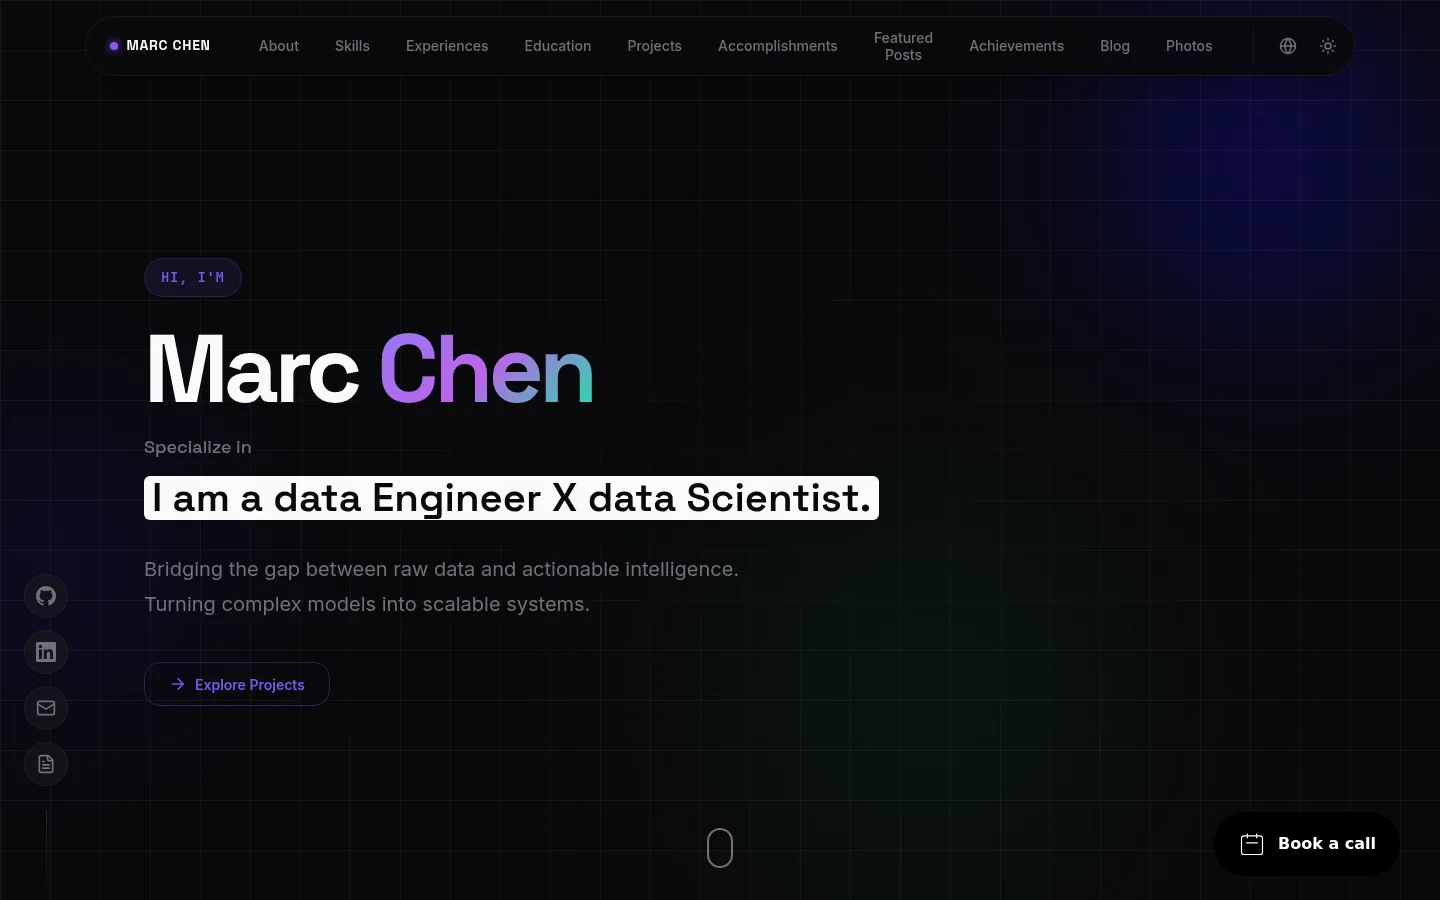 MARC CHEN
About
Skills
Experiences
Education
Projects
Accomplishments
Featured
Posts
Achievements
Blog
Photos
HI, I'M
Marc Chen
Specialize in
I am a data Engineer X data Scientist.
Bridging the gap between raw data and actionable intelligence.
Turning complex models into scalable systems.
Explore Projects
Book a call